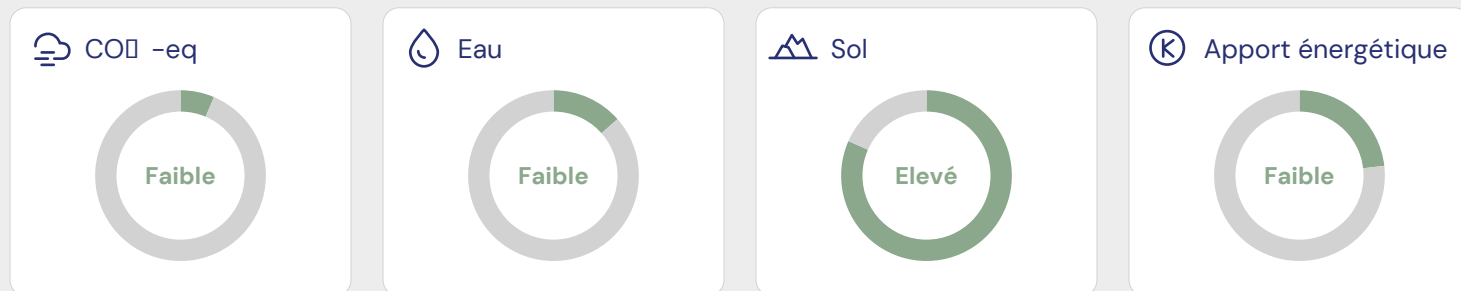 CO▯ -eq
Eau
Sol
Apport énergétique
Faible
Faible
Elevé
Faible